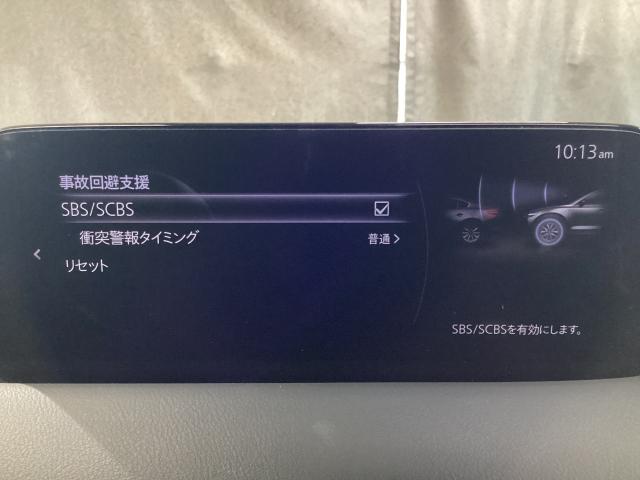 10:13am
事故回避支援
SBS/SCBS
衝突警報タイミング 普通
リセット
SBS/SCBSを有効にします。